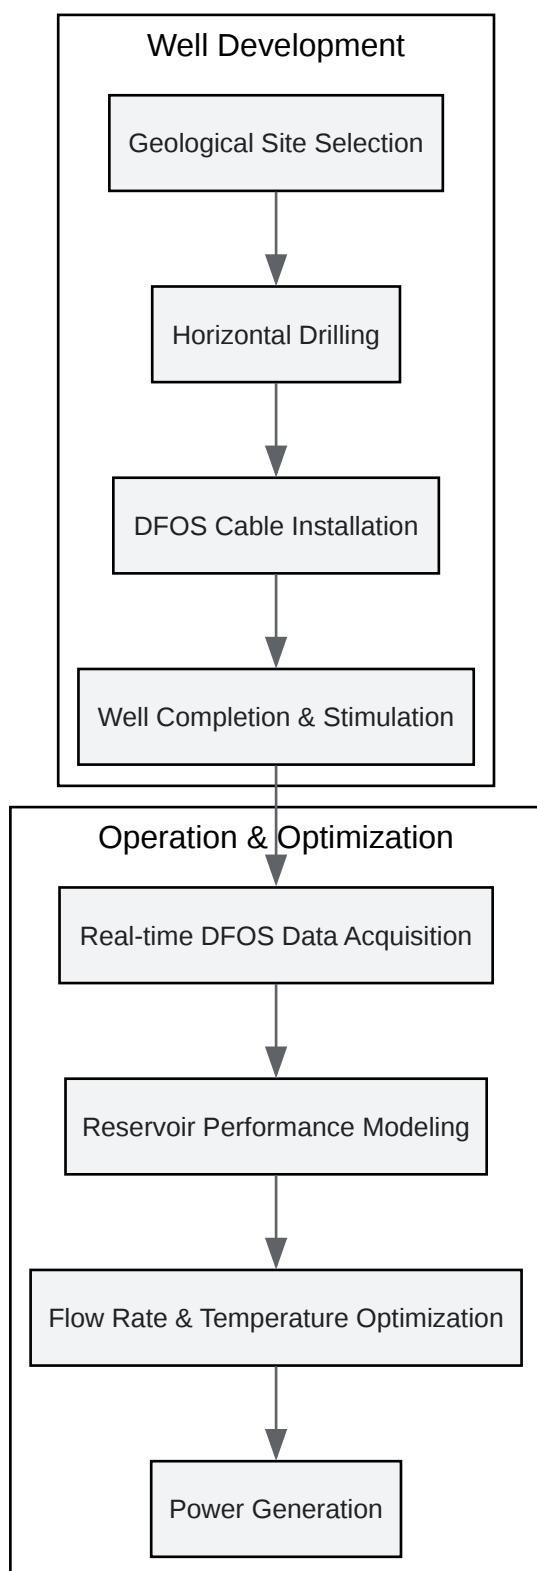 Well Development
Geological Site Selection
Horizontal Drilling
DFOS Cable Installation
Well Completion & Stimulation
Operation & Optimization
Real-time DFOS Data Acquisition
Reservoir Performance Modeling
Flow Rate & Temperature Optimization
Power Generation